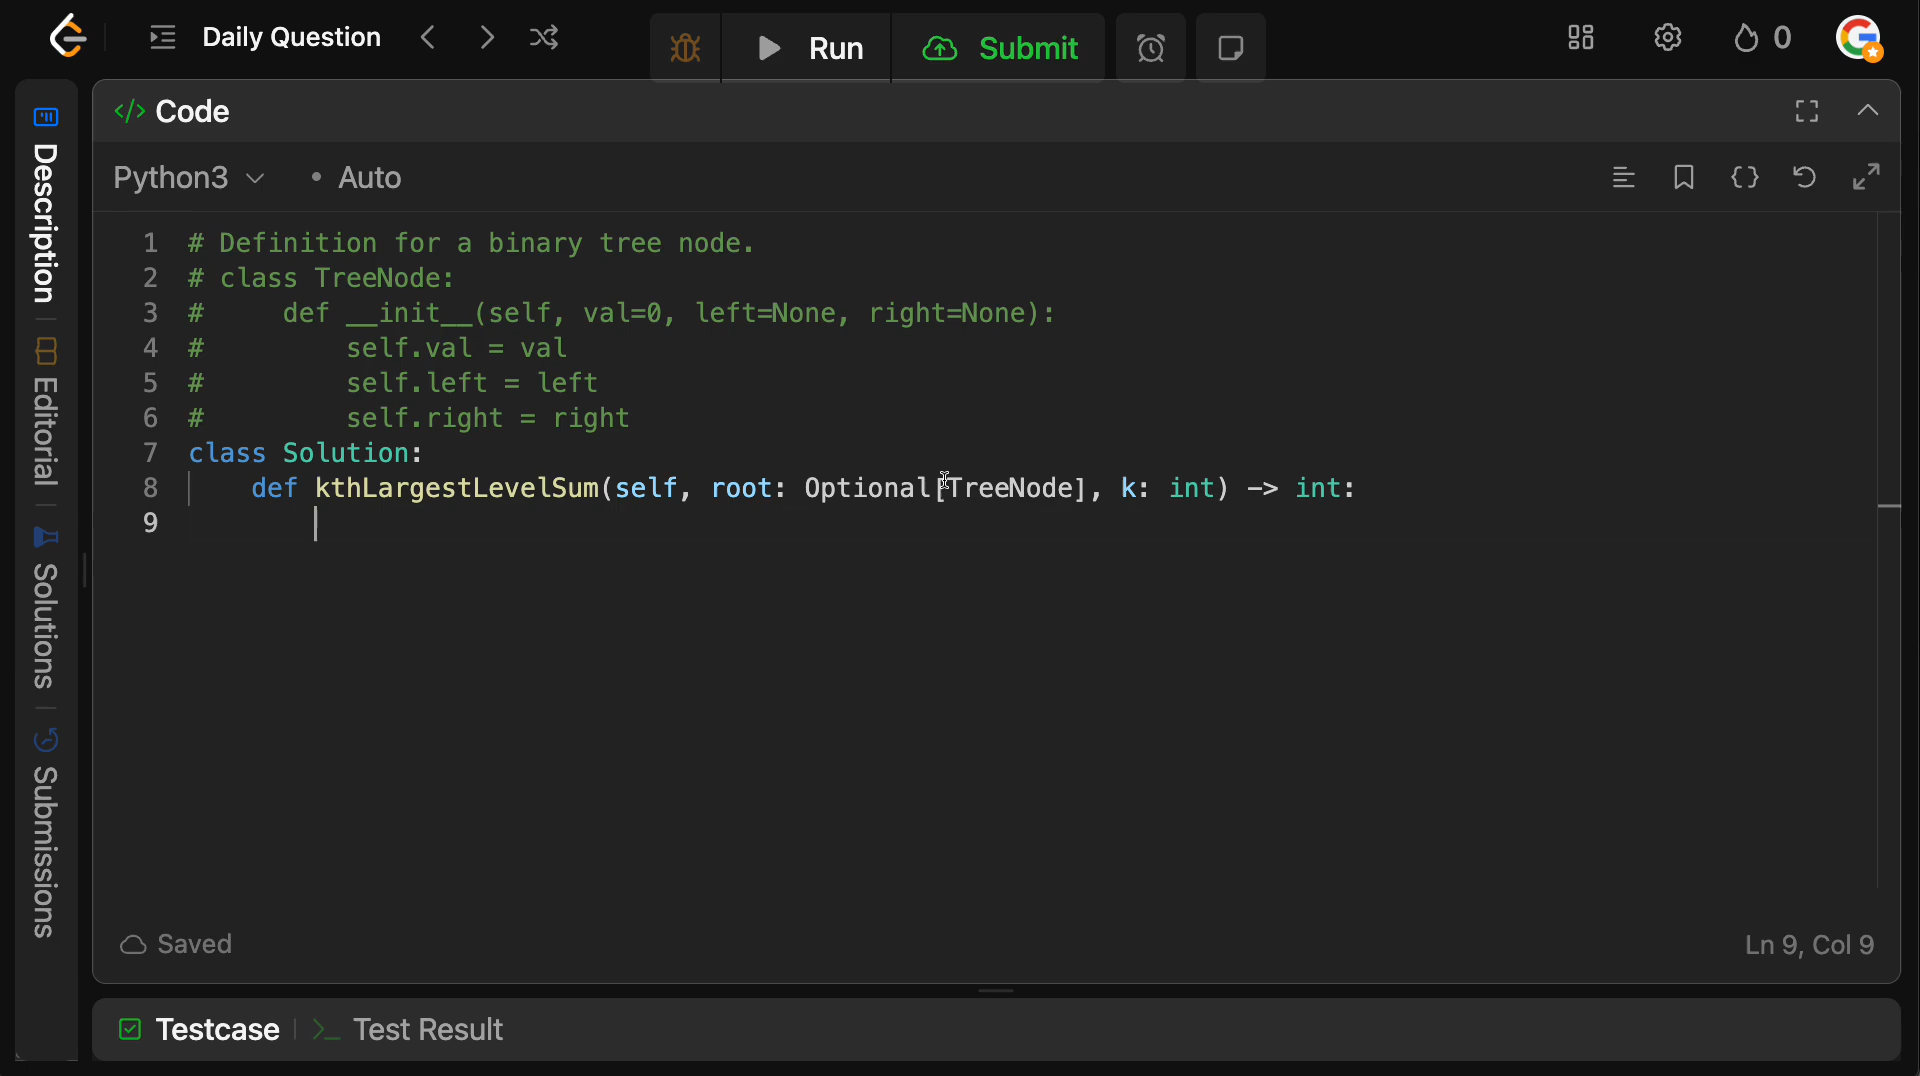 Daily Question
Run
Submit
0
</> Code
Python3
• Auto
1 # Definition for a binary tree node.
2 # class TreeNode:
3 #     def __init__(self, val=0, left=None, right=None):
4 #         self.val = val
5 #         self.left = left
6 #         self.right = right
7 class Solution:
8     def kthLargestLevelSum(self, root: Optional[TreeNode], k: int) -> int:
9
Saved
Ln 9, Col 9
Testcase
Test Result
Description
Editorial
Solutions
Submissions